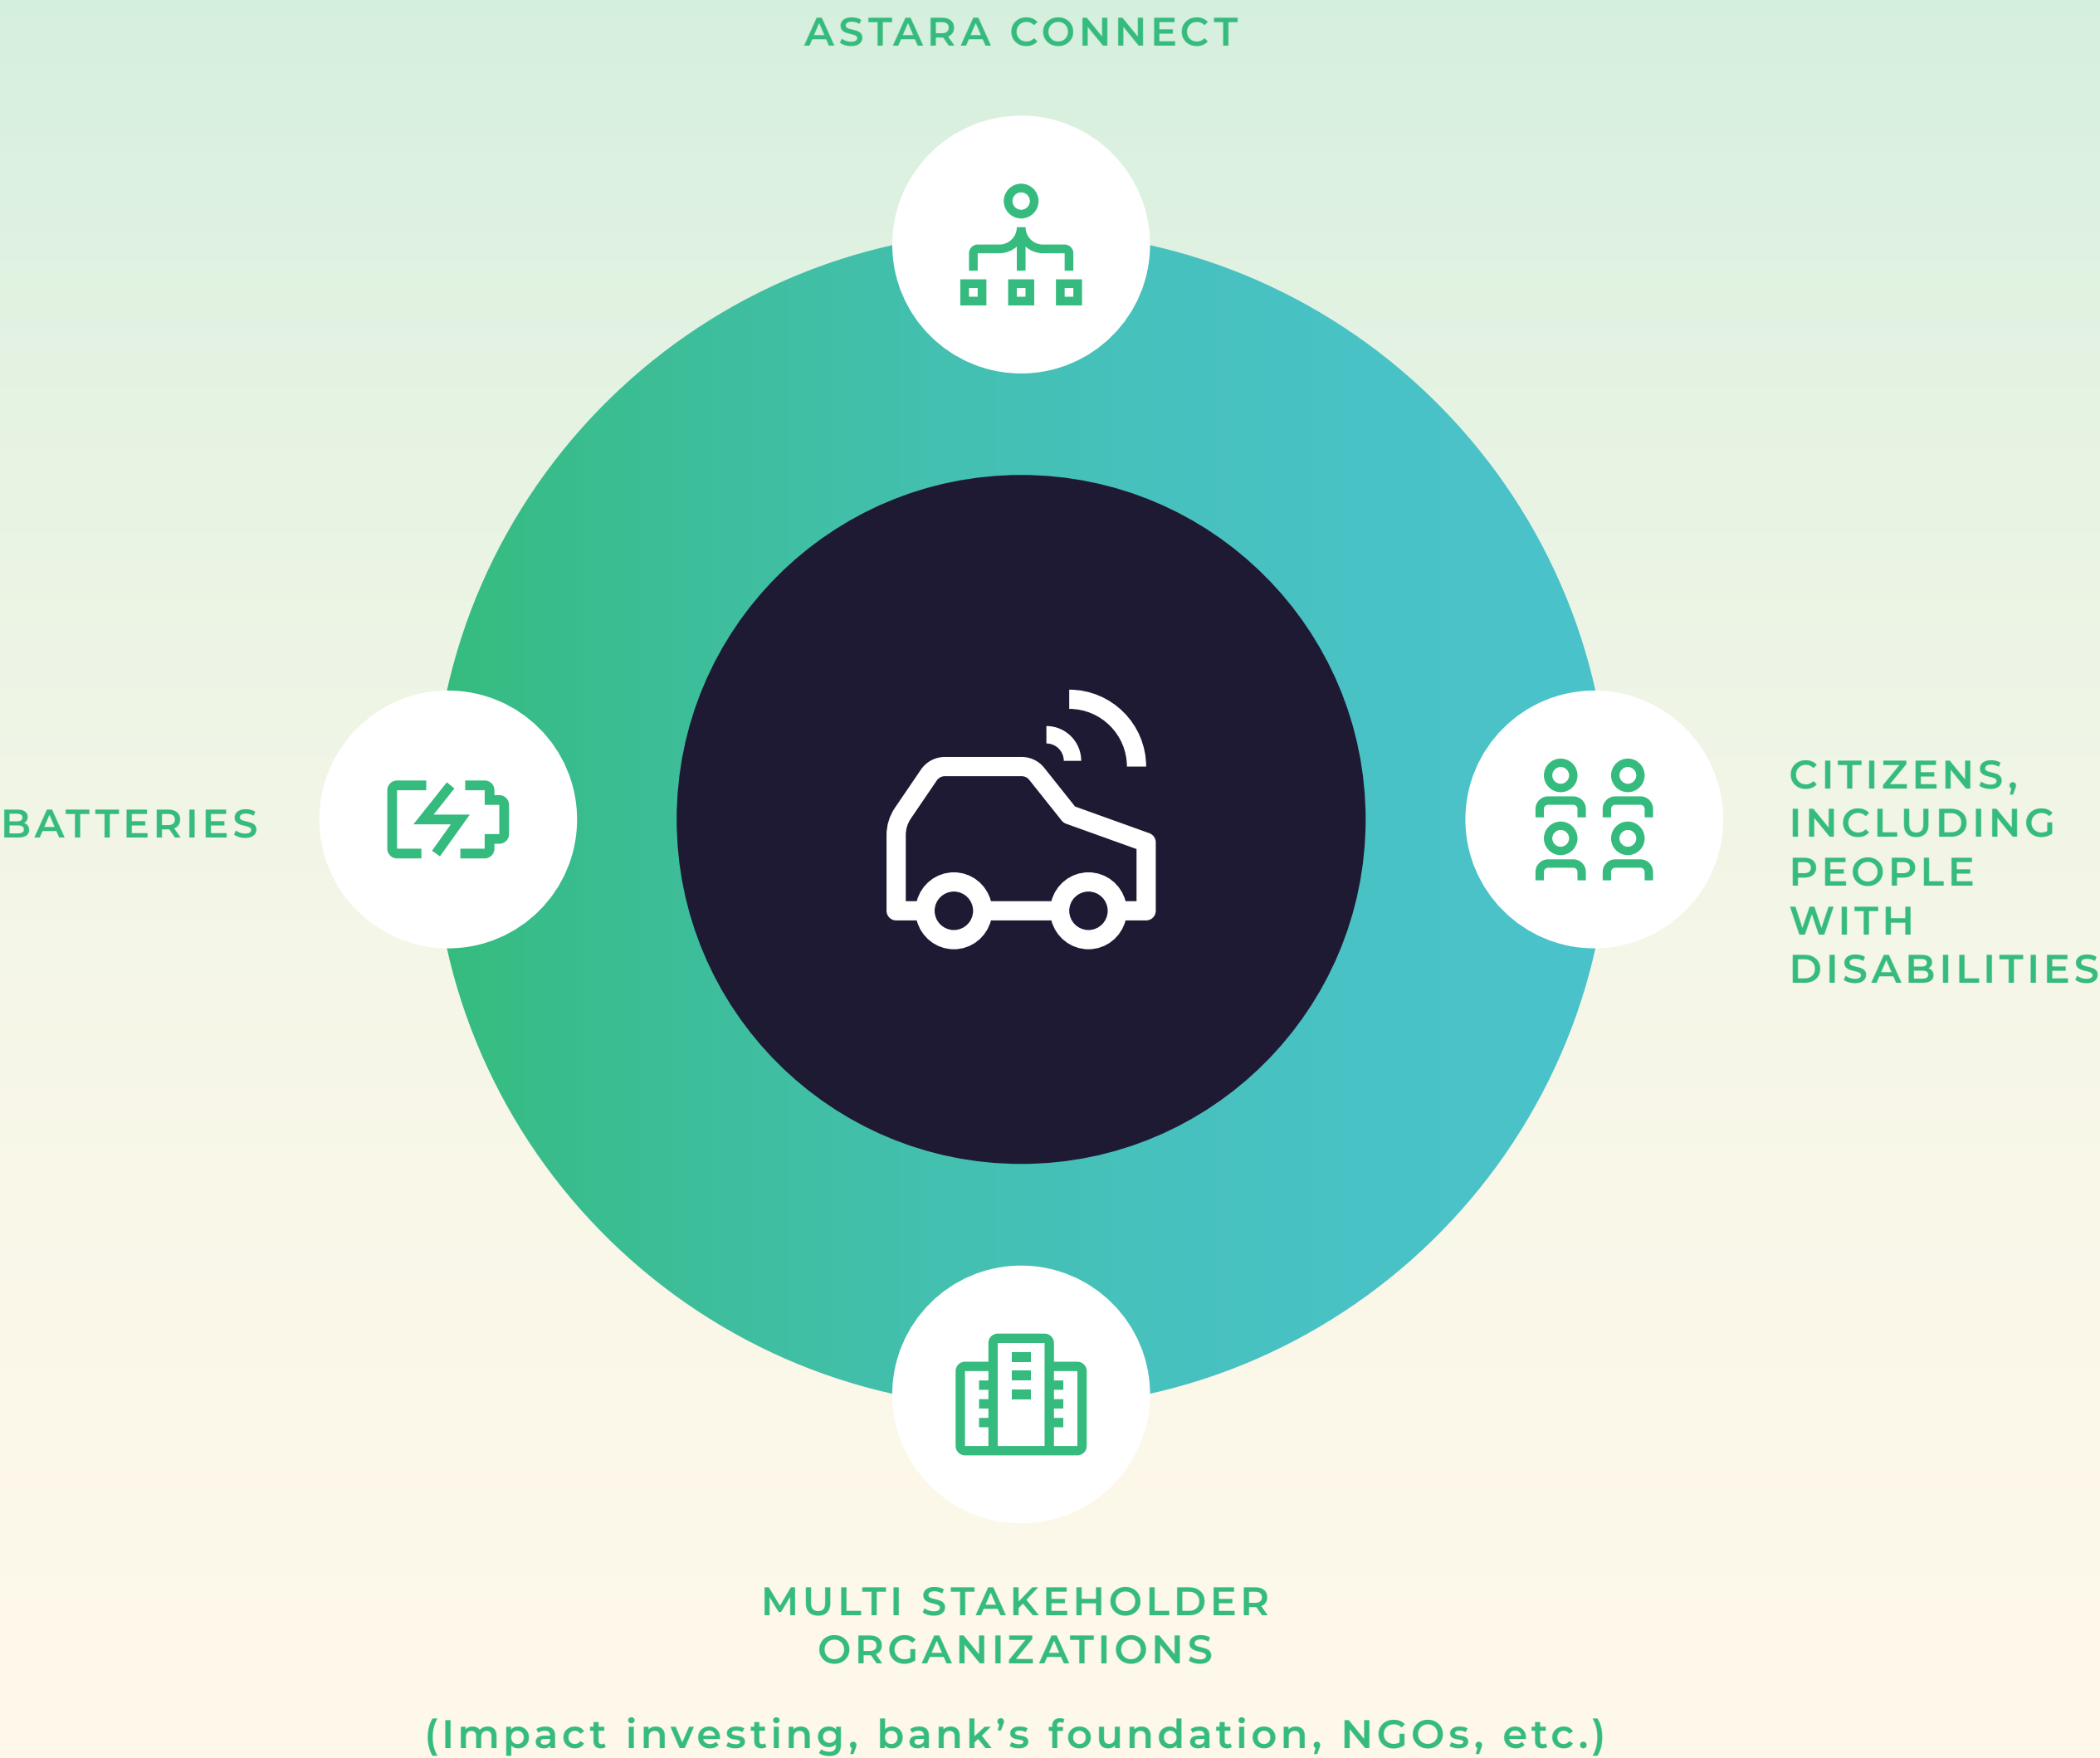 ASTARA CONNECT
BATTERIES
CITIZENS,
INCLUDING
PEOPLE
WITH
DISABILITIES
MULTI STAKEHOLDER
ORGANIZATIONS
(Impact investing, bank's foundation, NGOs, etc.)